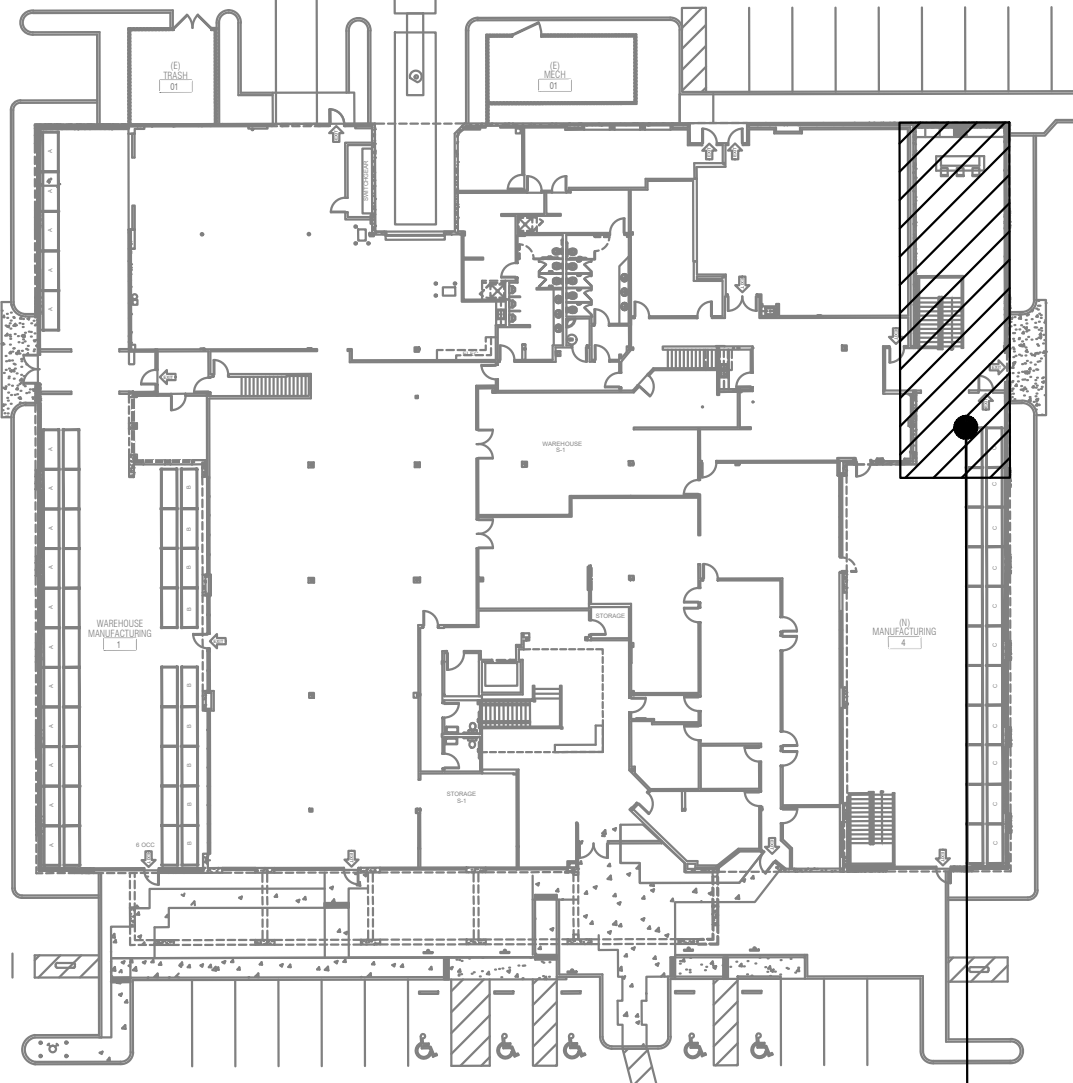 (E)
TRASH
01
(E)
MECH
01
SWITCHGEAR
A
A
A
A
A
WAREHOUSE
S-1
A
A
A
A
A
A
A
A
A
A
A
B
B
B
B
B
B
B
B
B
C
C
C
C
C
C
C
C
C
C
C
STORAGE
WAREHOUSE
MANUFACTURING
1
(N)
MANUFACTURING
4
STORAGE
S-1
6 OCC